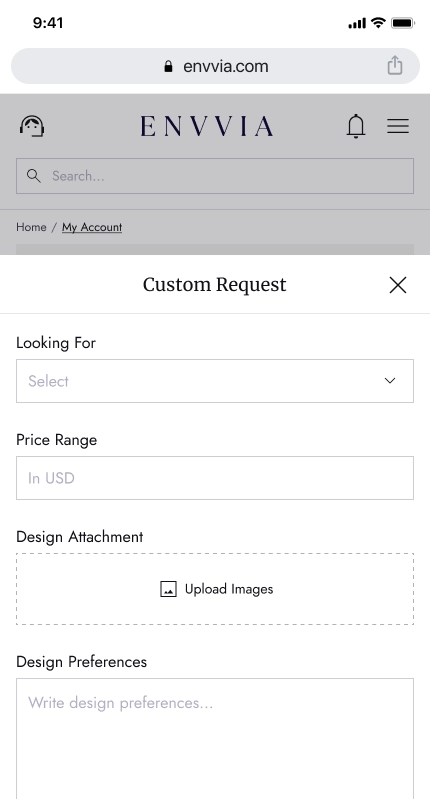 9:41
envvia.com
ENVVIA
Search...
Home / My Account
Custom Request
Looking For
Select
Price Range
In USD
Design Attachment
Upload Images
Design Preferences
Write design preferences...